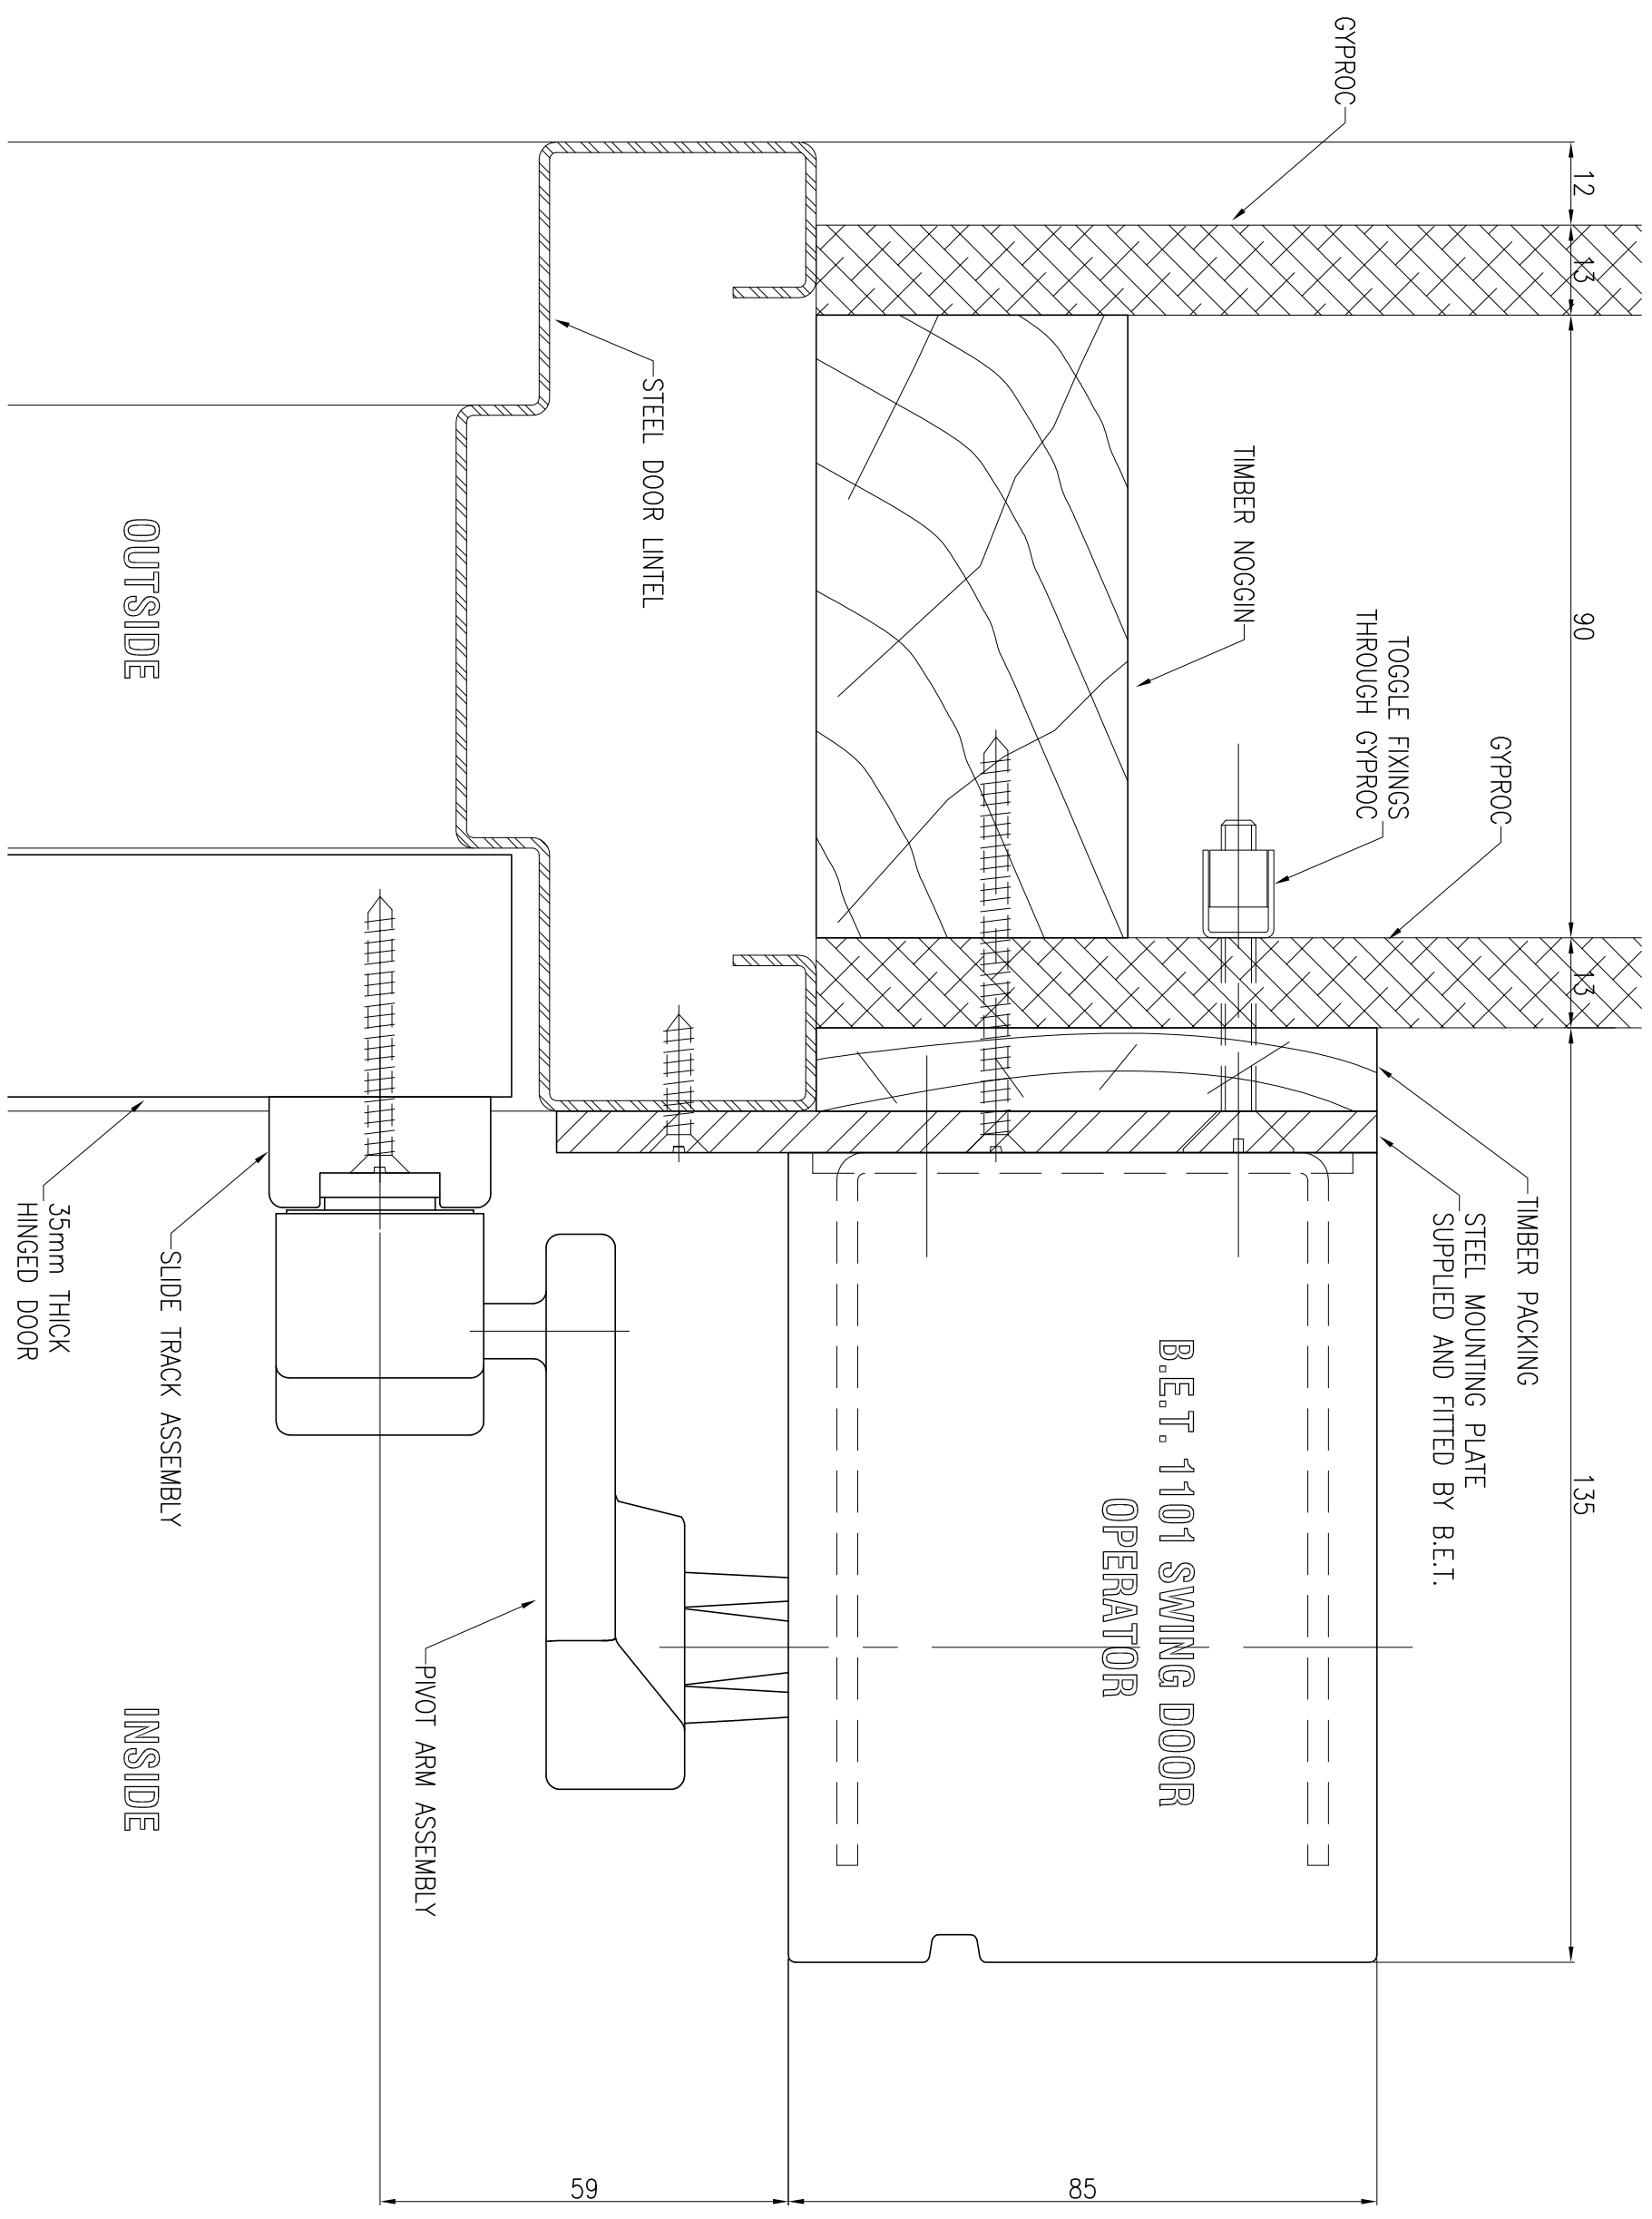 12
13
90
13
135
GYPROC
GYPROC
TOGGLE FIXINGS
THROUGH GYPROC
TIMBER NOGGIN
TIMBER PACKING
STEEL MOUNTING PLATE
SUPPLIED AND FITTED BY B.E.T.
B.E.T. 1101 SWING DOOR
OPERATOR
STEEL DOOR LINTEL
PIVOT ARM ASSEMBLY
SLIDE TRACK ASSEMBLY
OUTSIDE
INSIDE
35mm THICK
HINGED DOOR
59
85